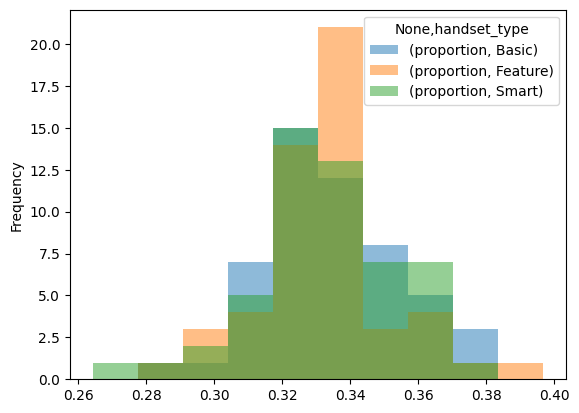 None,handset_type
(proportion, Basic)
(proportion, Feature)
(proportion, Smart)
Frequency
20.0
17.5
15.0
12.5
10.0
7.5
5.0
2.5
0.0
0.26 0.28 0.30 0.32 0.34 0.36 0.38 0.40